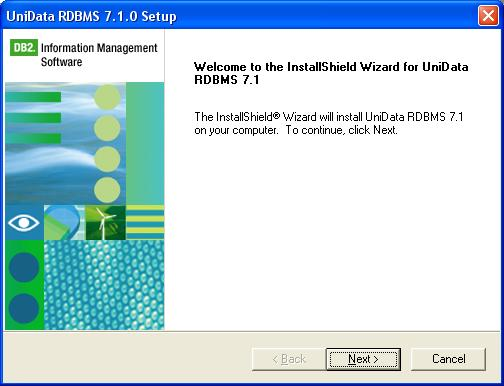 UniData RDBMS 7.1.0 Setup
DB2. Information Management
Software
Welcome to the InstallShield Wizard for UniData
RDBMS 7.1
The InstallShield® Wizard will install UniData RDBMS 7.1
on your computer. To continue, click Next.
< Back
Next >
Cancel